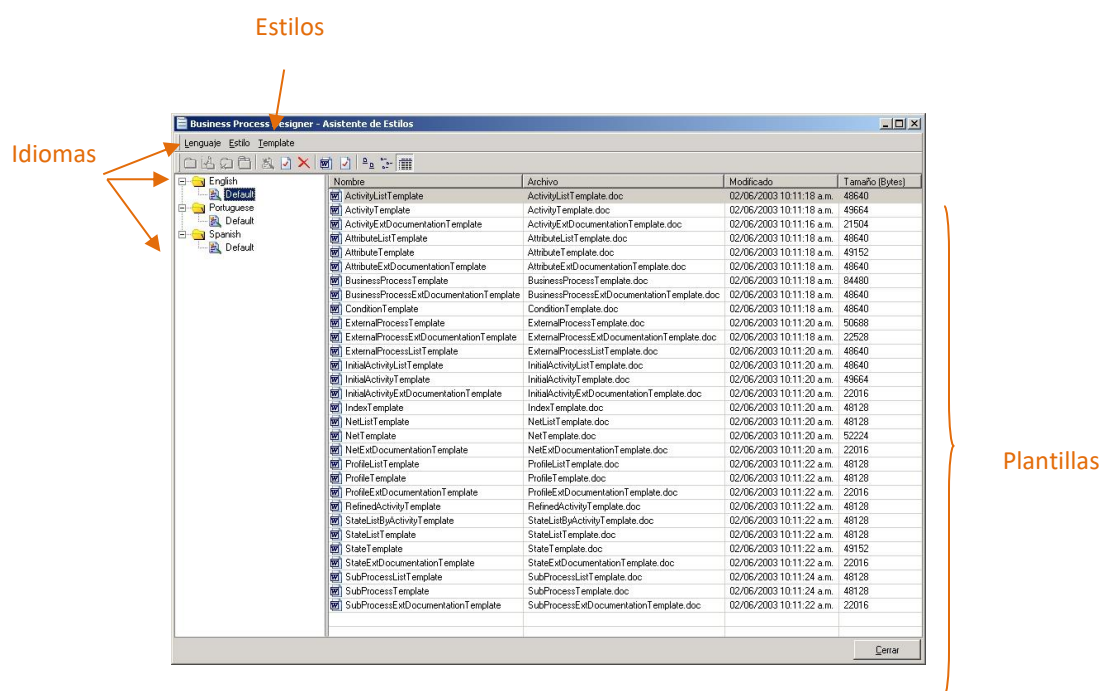 Estilos
Business Process Designer - Asistente de Estilos
Idiomas
Lenguaje Estilo Template
English
Default
Portuguese
Default
Spanish
Default
Nombre Archivo Modificado Tamaño (Bytes)
ActivityListTemplate ActivityListTemplate.doc 02/06/2003 10:11:18 a.m. 48640
ActivityTemplate ActivityTemplate.doc 02/06/2003 10:11:18 a.m. 49664
ActivityExtDocumentationTemplate ActivityExtDocumentationTemplate.doc 02/06/2003 10:11:16 a.m. 21504
AttributeListTemplate AttributeListTemplate.doc 02/06/2003 10:11:18 a.m. 48640
AttributeTemplate AttributeTemplate.doc 02/06/2003 10:11:18 a.m. 49152
AttributeExtDocumentationTemplate AttributeExtDocumentationTemplate.doc 02/06/2003 10:11:18 a.m. 48640
BusinessProcessTemplate BusinessProcessTemplate.doc 02/06/2003 10:11:18 a.m. 84480
BusinessProcessExtDocumentationTemplate BusinessProcessExtDocumentationTemplate.doc 02/06/2003 10:11:18 a.m. 48640
ConditionTemplate ConditionTemplate.doc 02/06/2003 10:11:18 a.m. 48640
ExternalProcessTemplate ExternalProcessTemplate.doc 02/06/2003 10:11:20 a.m. 50688
ExternalProcessExtDocumentationTemplate ExternalProcessExtDocumentationTemplate.doc 02/06/2003 10:11:18 a.m. 22528
ExternalProcessListTemplate ExternalProcessListTemplate.doc 02/06/2003 10:11:20 a.m. 48640
InitialActivityListTemplate InitialActivityListTemplate.doc 02/06/2003 10:11:20 a.m. 48640
InitialActivityTemplate InitialActivityTemplate.doc 02/06/2003 10:11:20 a.m. 49664
InitialActivityExtDocumentationTemplate InitialActivityExtDocumentationTemplate.doc 02/06/2003 10:11:20 a.m. 22016
IndexTemplate IndexTemplate.doc 02/06/2003 10:11:20 a.m. 48128
NetListTemplate NetListTemplate.doc 02/06/2003 10:11:20 a.m. 48128
NetTemplate NetTemplate.doc 02/06/2003 10:11:20 a.m. 52224
NetExtDocumentationTemplate NetExtDocumentationTemplate.doc 02/06/2003 10:11:20 a.m. 22016
ProfileListTemplate ProfileListTemplate.doc 02/06/2003 10:11:22 a.m. 48128
ProfileTemplate ProfileTemplate.doc 02/06/2003 10:11:22 a.m. 48128
ProfileExtDocumentationTemplate ProfileExtDocumentationTemplate.doc 02/06/2003 10:11:22 a.m. 22016
RefinedActivityTemplate RefinedActivityTemplate.doc 02/06/2003 10:11:22 a.m. 48128
StateListByActivityTemplate StateListByActivityTemplate.doc 02/06/2003 10:11:22 a.m. 48128
StateListTemplate StateListTemplate.doc 02/06/2003 10:11:22 a.m. 48128
StateTemplate StateTemplate.doc 02/06/2003 10:11:22 a.m. 49152
StateExtDocumentationTemplate StateExtDocumentationTemplate.doc 02/06/2003 10:11:22 a.m. 22016
SubProcessListTemplate SubProcessListTemplate.doc 02/06/2003 10:11:24 a.m. 48128
SubProcessTemplate SubProcessTemplate.doc 02/06/2003 10:11:24 a.m. 48128
SubProcessExtDocumentationTemplate SubProcessExtDocumentationTemplate.doc 02/06/2003 10:11:22 a.m. 22016
Plantillas
Cerrar